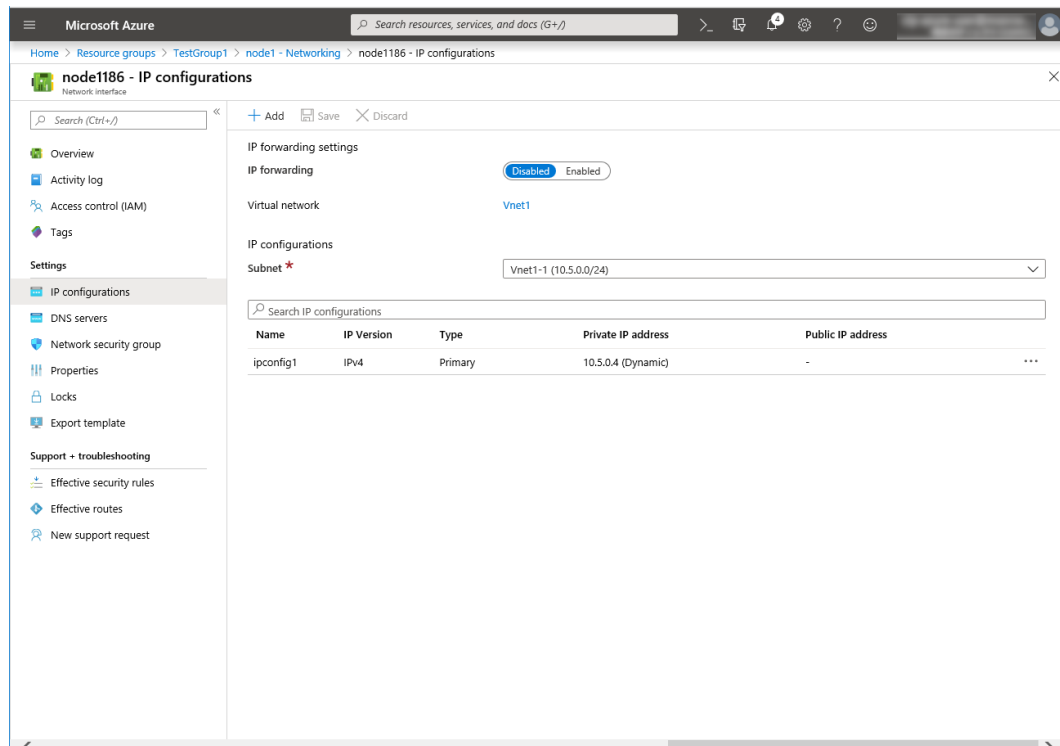 Microsoft Azure
Search resources, services, and docs (G+/)
4
Home > Resource groups > TestGroup1 > node1 - Networking > node1186 - IP configurations
node1186 - IP configurations
Network interface
Search (Ctrl+/)
Overview
Activity log
Access control (IAM)
Tags
Settings
IP configurations
DNS servers
Network security group
Properties
Locks
Export template
Support + troubleshooting
Effective security rules
Effective routes
New support request
Add Save Discard
IP forwarding settings
IP forwarding Disabled Enabled
Virtual network Vnet1
IP configurations
Subnet * Vnet1-1 (10.5.0.0/24)
Search IP configurations
Name IP Version Type Private IP address Public IP address
ipconfig1 IPv4 Primary 10.5.0.4 (Dynamic) - ...